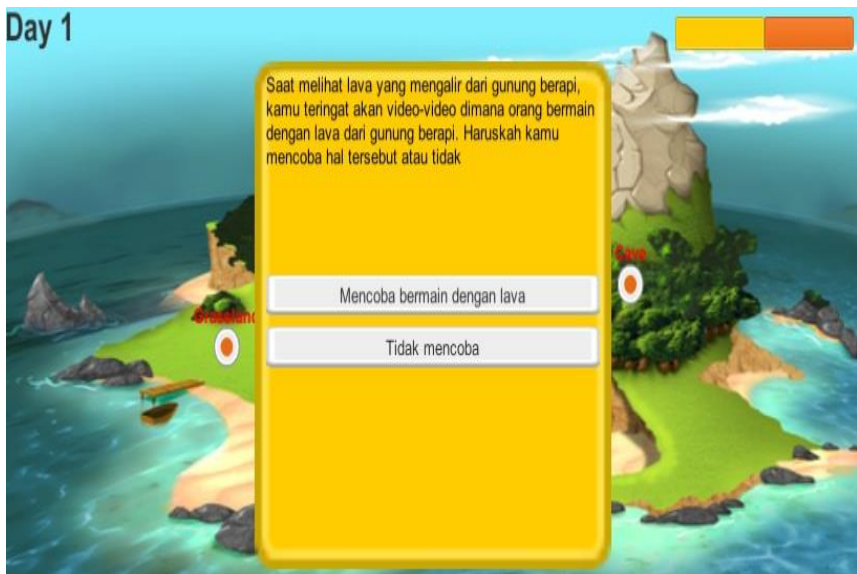 Day 1
Saat melihat lava yang mengalir dari gunung berapi,
kamu teringat akan video-video dimana orang bermain
dengan lava dari gunung berapi. Haruskah kamu
mencoba hal tersebut atau tidak
Cave
Mencoba bermain dengan lava
Grassland
Tidak mencoba